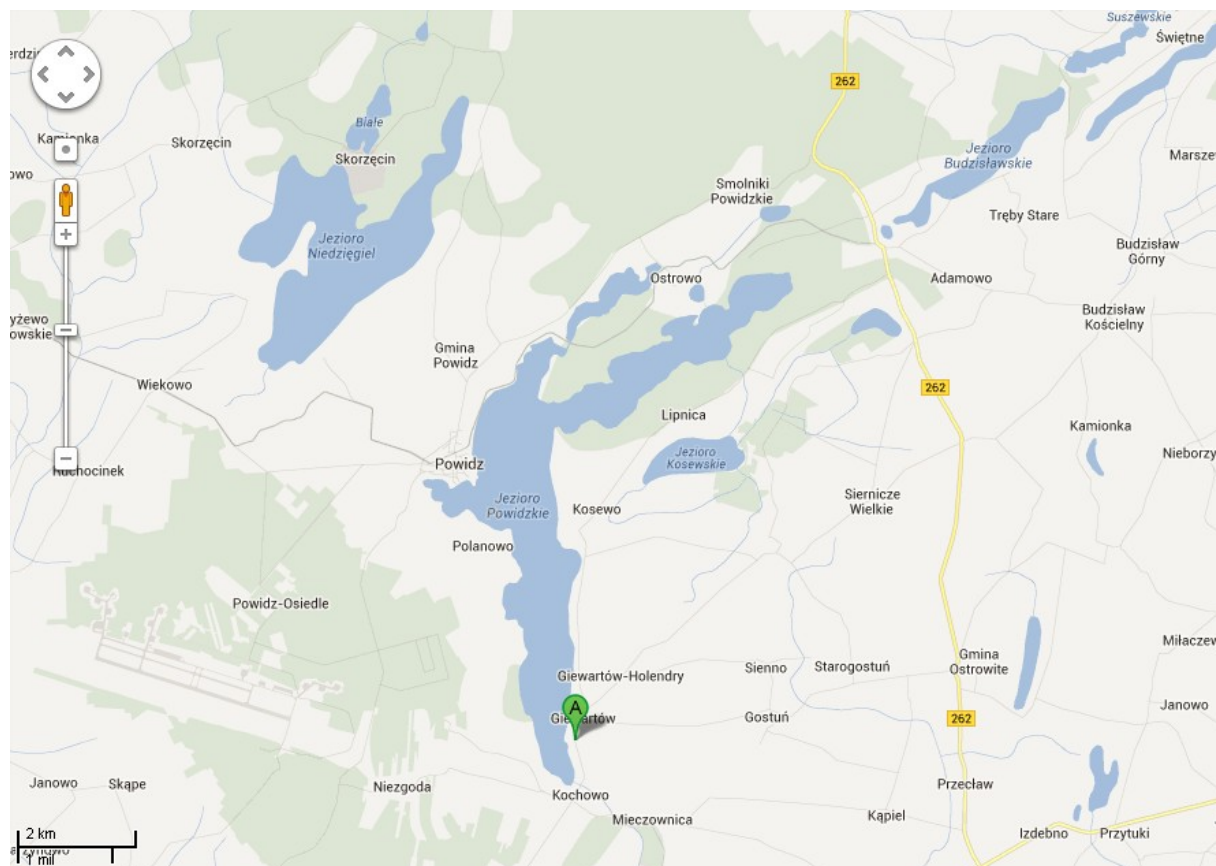 Suszewskie
Świętne
262
Kamionka
Skorzęcin
Białe
Skorzęcin
Jezioro
Budzisławskie
Marszew
Smolniki
Powidzkie
Tręby Stare
Jezioro
Niedzięgiel
Budzisław
Górny
Ostrowo
Adamowo
Budzisław
Kościelny
Gmina
Powidz
Wiekowo
262
Lipnica
Kamionka
Powidz
Jezioro
Kosewskie
Nieborzy
Ruchocinek
Jezioro
Powidzkie
Kosewo
Siernicze
Wielkie
Polanowo
Powidz-Osiedle
Miłaczew
Giewartów-Holendry
Sienno
Starogostuń
Gmina
Ostrowite
A
Giewartów
Gostuń
262
Janowo
Janowo
Skąpe
Niezgoda
Kochowo
Przecław
Mieczownica
Kąpiel
Izdebno
Przytuki
2 km
1 mil